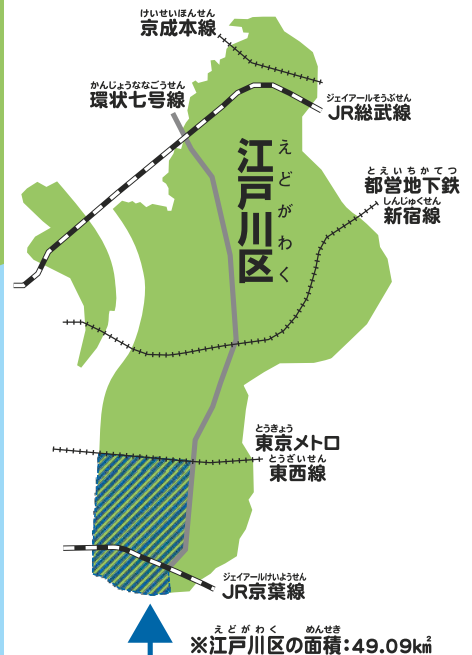 けいせいほんせん
京成本線
かんじょうななごうせん
環状七号線
ジェイアールそうぶせん
JR総武線
えどがわく
江戸川区
とえいちかてつ
都営地下鉄
しんじゅくせん
新宿線
とうきょう
東京メトロ
とうざいせん
東西線
ジェイアールけいようせん
JR京葉線
えどがわく めんせき
※江戸川区の面積:49.09km²